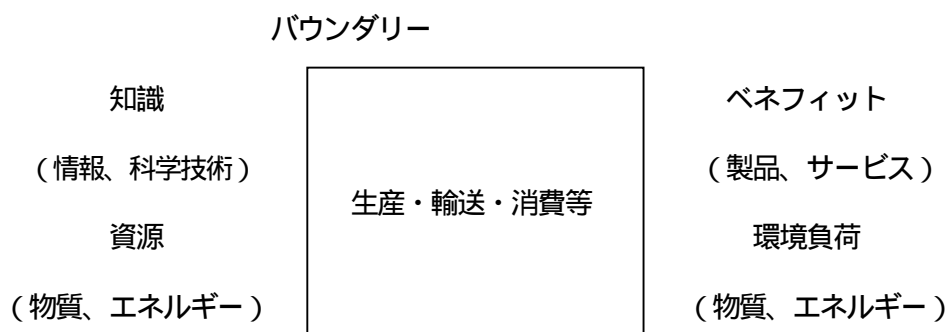 バウンダリー
知識
（情報、科学技術）
資源
（物質、エネルギー）
生産・輸送・消費等
ベネフィット
（製品、サービス）
環境負荷
（物質、エネルギー）